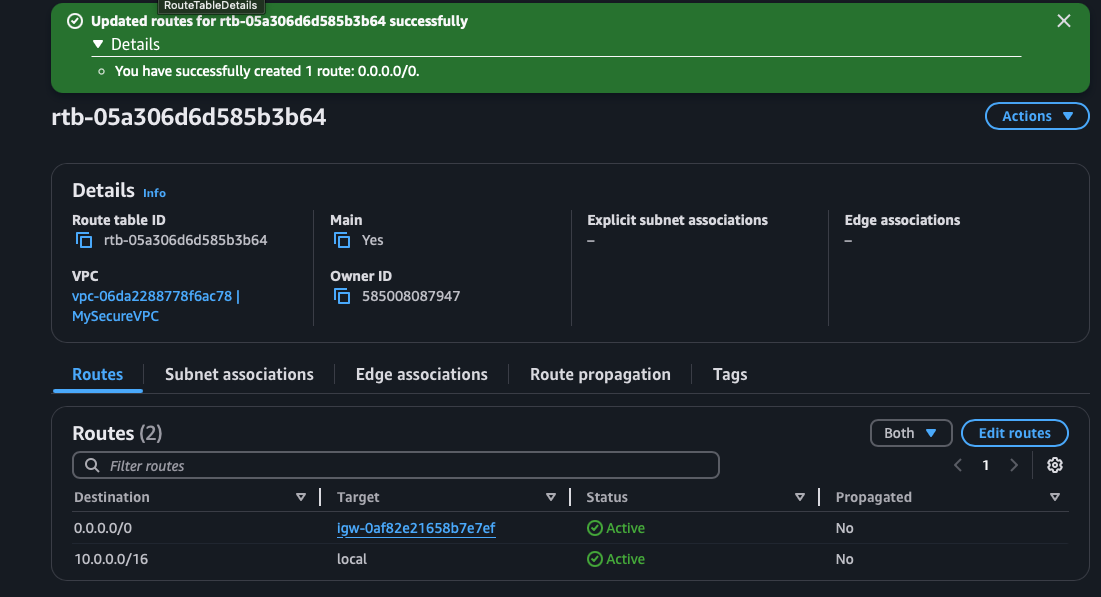 RouteTableDetails
Updated routes for rtb-05a306d6d585b3b64 successfully
Details
You have successfully created 1 route: 0.0.0.0/0.
rtb-05a306d6d585b3b64
Actions
Details Info
Route table ID
rtb-05a306d6d585b3b64
Main
Yes
Explicit subnet associations
–
Edge associations
–
VPC
vpc-06da2288778f6ac78 |
MySecureVPC
Owner ID
585008087947
Routes Subnet associations Edge associations Route propagation Tags
Routes (2)
Both Edit routes
Filter routes
1
Destination Target Status Propagated
0.0.0.0/0 igw-0af82e21658b7e7ef Active No
10.0.0.0/16 local Active No